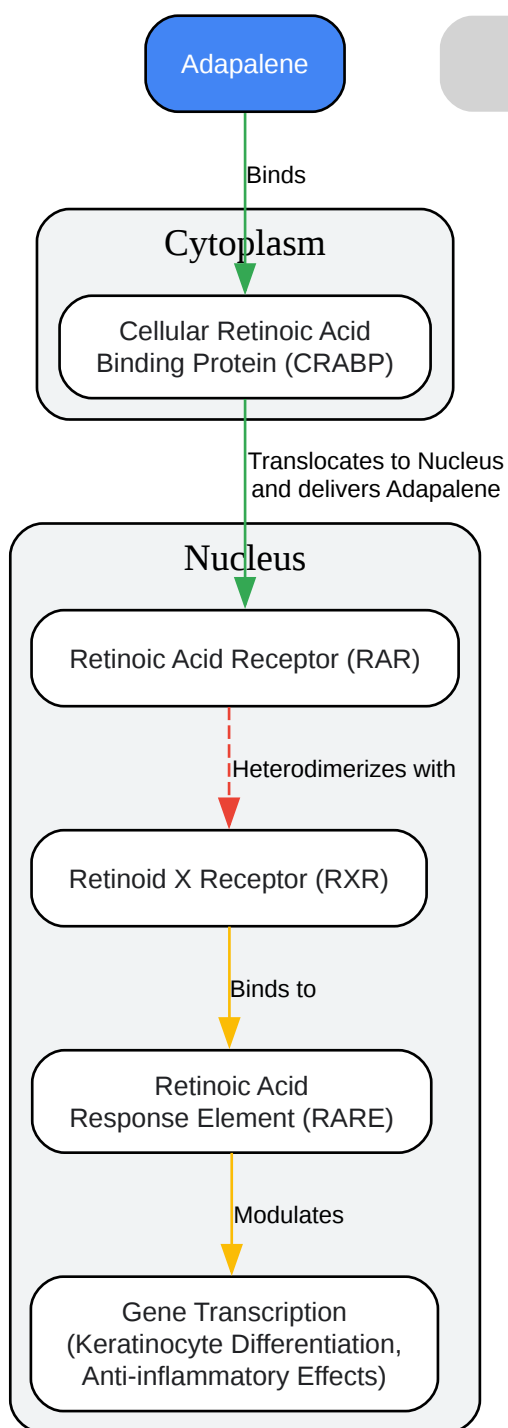 Adapalene
Binds
Cytoplasm
Cellular Retinoic Acid
Binding Protein (CRABP)
Translocates to Nucleus
and delivers Adapalene
Nucleus
Retinoic Acid Receptor (RAR)
Heterodimerizes with
Retinoid X Receptor (RXR)
Binds to
Retinoic Acid
Response Element (RARE)
Modulates
Gene Transcription
(Keratinocyte Differentiation,
Anti-inflammatory Effects)